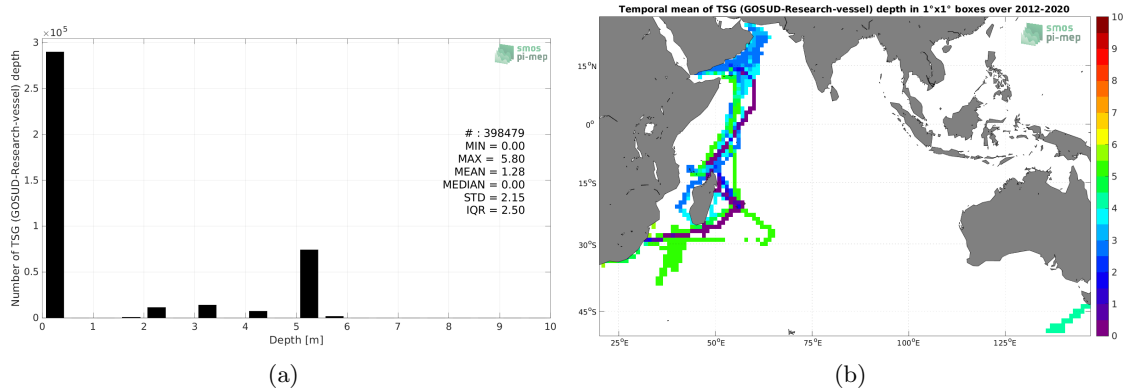 ×10⁵
3
2.5
2
1.5
1
0.5
0
Number of TSG (GOSUD-Research-vessel) depth
smos
pi-mep
# : 398479
MIN = 0.00
MAX = 5.80
MEAN = 1.28
MEDIAN = 0.00
STD = 2.15
IQR = 2.50
0 1 2 3 4 5 6 7 8 9 10
Depth [m]
(a)
Temporal mean of TSG (GOSUD-Research-vessel) depth in 1°x1° boxes over 2012-2020
smos
pi-mep
15°N
0°
15°S
30°S
45°S
25°E 50°E 75°E 100°E 125°E
10
9
8
7
6
5
4
3
2
1
0
(b)